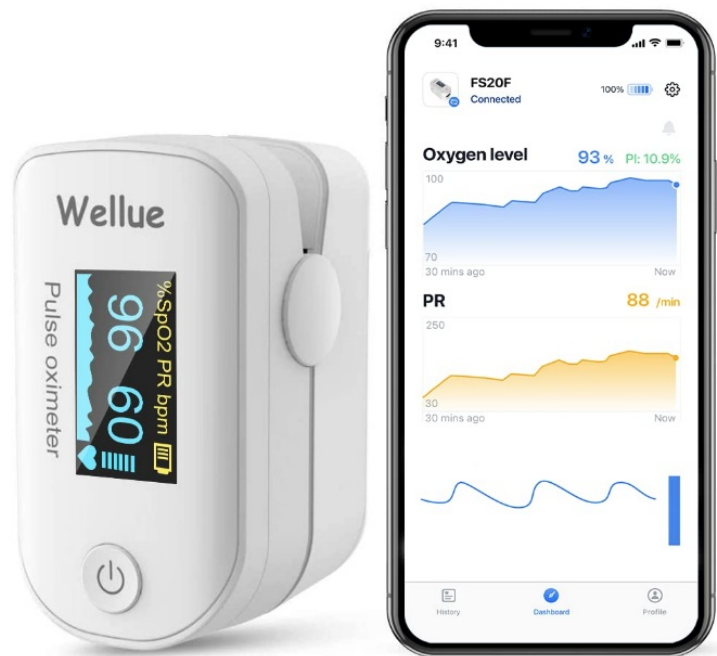 Wellue
Pulse oximeter
%SpO2 PR bpm
96 60
9:41
FS20F
Connected
100%
Oxygen level 93 % PI: 10.9%
100
70
30 mins ago Now
PR 88 /min
250
30
30 mins ago Now
History Dashboard Profile